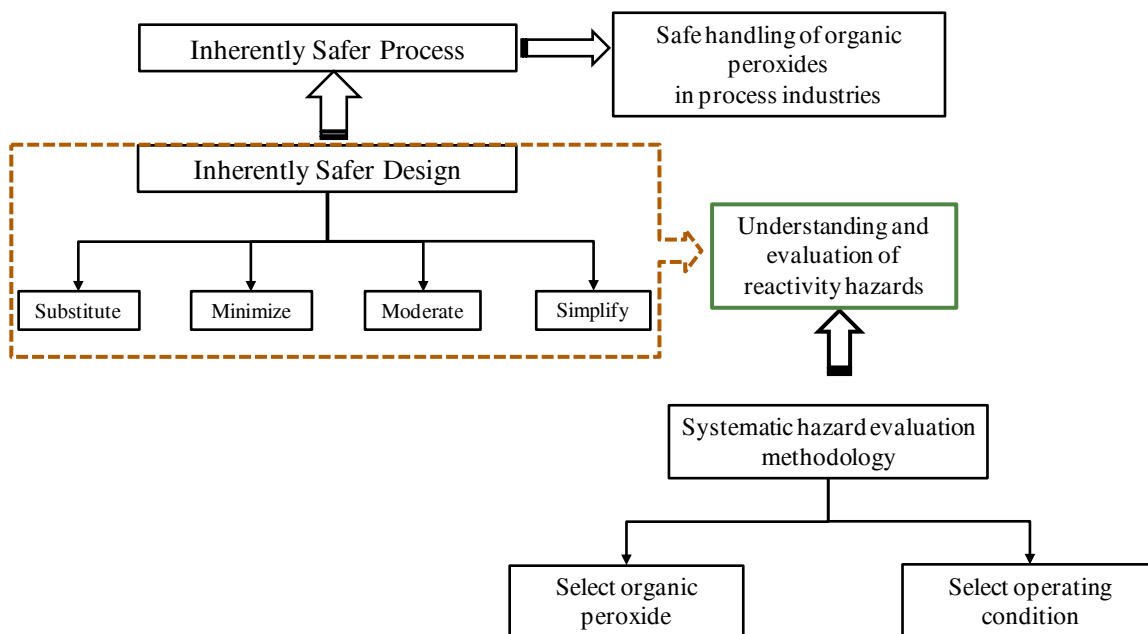 Inherently Safer Process
Safe handling of organic
peroxides
in process industries
Inherently Safer Design
Substitute
Minimize
Moderate
Simplify
Understanding and
evaluation of
reactivity hazards
Systematic hazard evaluation
methodology
Select organic
peroxide
Select operating
condition